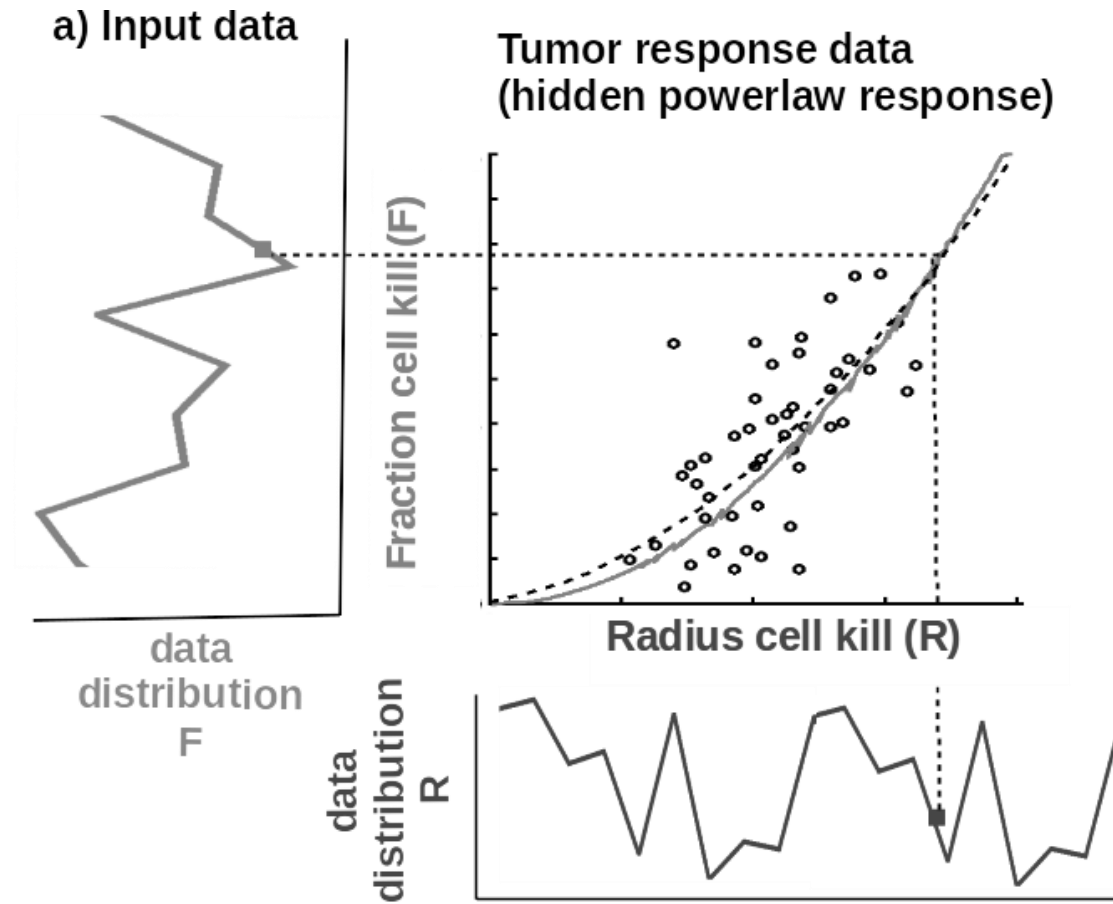 a) Input data
Tumor response data
(hidden powerlaw response)
Fraction cell kill (F)
Radius cell kill (R)
data
distribution
F
data
distribution
R